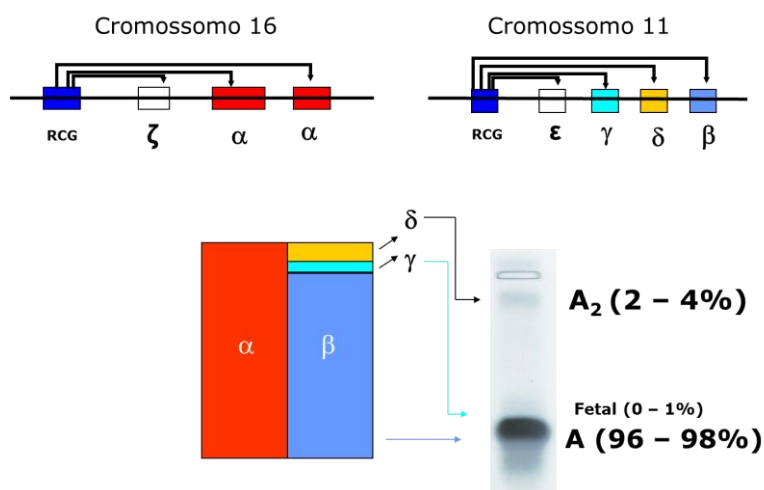 Cromossomo 16
Cromossomo 11
RCG ζ α α
RCG ε γ δ β
δ
γ
α β
A₂ (2 – 4%)
Fetal (0 – 1%)
A (96 – 98%)